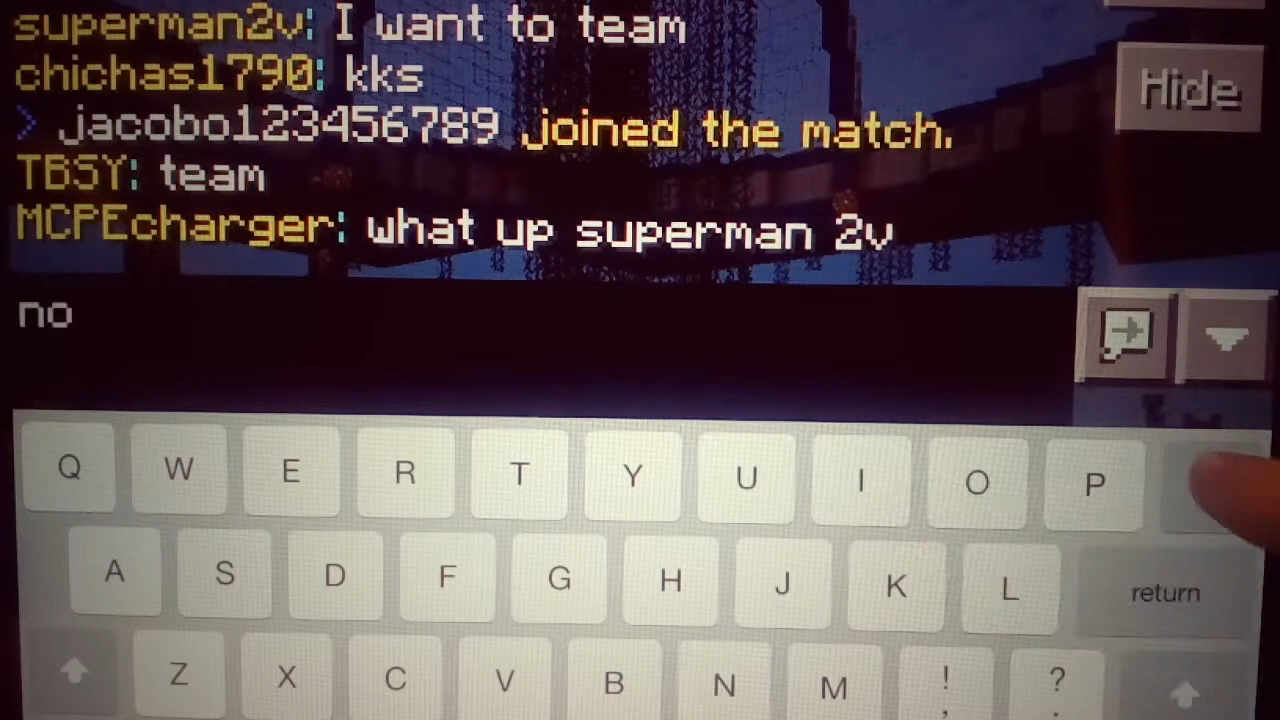 superman2v: I want to team
chichas1790: kks
> jacobo123456789 joined the match.
TBSY: team
MCPEcharger: what up superman 2v
Hide
no
Q W E R T Y U I O P
A S D F G H J K L return
Z X C V B N M ! ?
, .